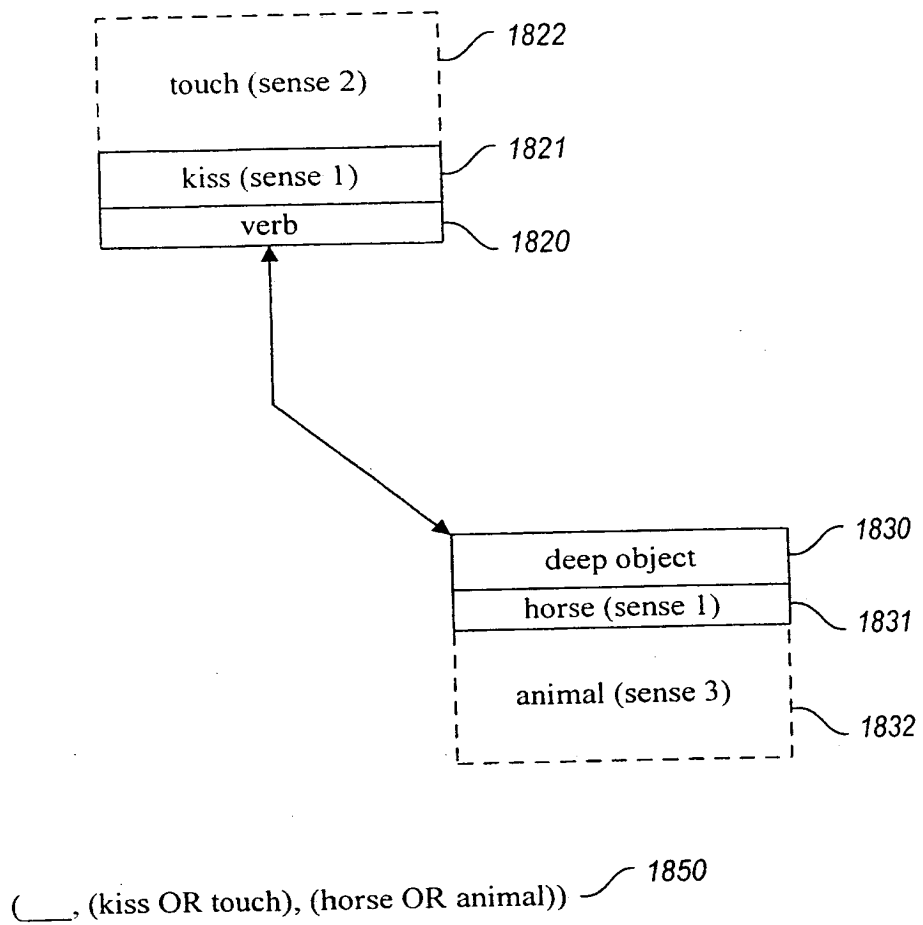 1822
touch (sense 2)
1821
kiss (sense 1)
verb
1820
1830
deep object
horse (sense 1)
1831
animal (sense 3)
1832
1850
(___, (kiss OR touch), (horse OR animal))